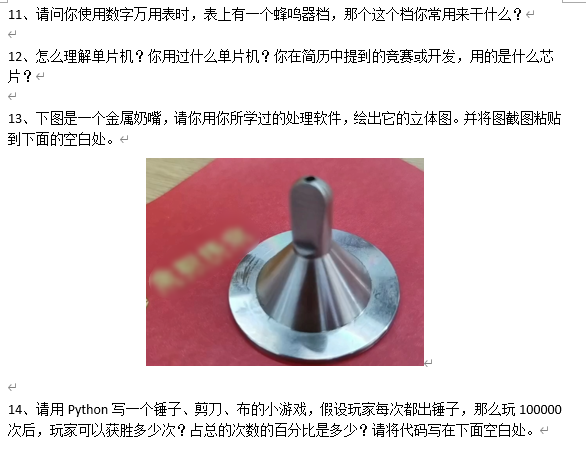 11、请问你使用数字万用表时，表上有一个蜂鸣器档，那个这个档你常用来干什么？
12、怎么理解单片机？你用过什么单片机？你在简历中提到的竞赛或开发，用的是什么芯
片？
13、下图是一个金属奶嘴，请你用你所学过的处理软件，绘出它的立体图。并将图截图粘贴
到下面的空白处。
14、请用 Python 写一个锤子、剪刀、布的小游戏，假设玩家每次都出锤子，那么玩 100000
次后，玩家可以获胜多少次？占总的次数的百分比是多少？请将代码写在下面空白处。